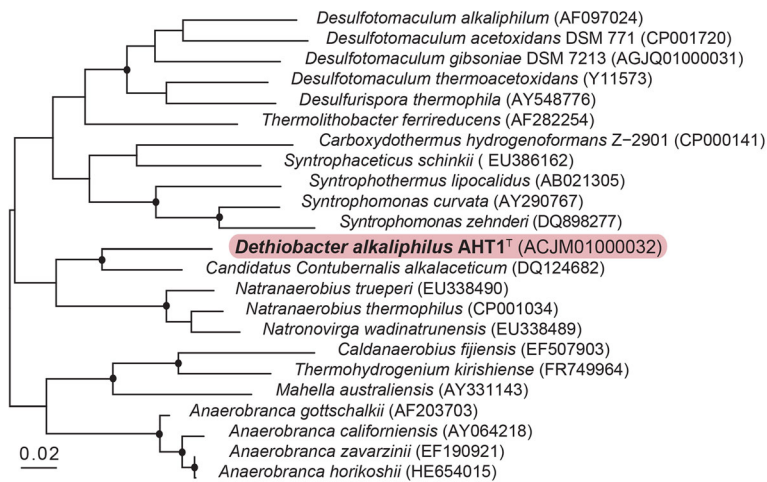 Desulfotomaculum alkaliphilum (AF097024)
Desulfotomaculum acetoxidans DSM 771 (CP001720)
Desulfotomaculum gibsoniae DSM 7213 (AGJQ01000031)
Desulfotomaculum thermoacetoxidans (Y11573)
Desulfurispora thermophila (AY548776)
Thermolithobacter ferrireducens (AF282254)
Carboxydothermus hydrogenoformans Z−2901 (CP000141)
Syntrophaceticus schinkii ( EU386162)
Syntrophothermus lipocalidus (AB021305)
Syntrophomonas curvata (AY290767)
Syntrophomonas zehnderi (DQ898277)
Dethiobacter alkaliphilus AHT1ᵀ (ACJM01000032)
Candidatus Contubernalis alkalaceticum (DQ124682)
Natranaerobius trueperi (EU338490)
Natranaerobius thermophilus (CP001034)
Natronovirga wadinatrunensis (EU338489)
Caldanaerobius fijiensis (EF507903)
Thermohydrogenium kirishiense (FR749964)
Mahella australiensis (AY331143)
Anaerobranca gottschalkii (AF203703)
Anaerobranca californiensis (AY064218)
Anaerobranca zavarzinii (EF190921)
Anaerobranca horikoshii (HE654015)
0.02